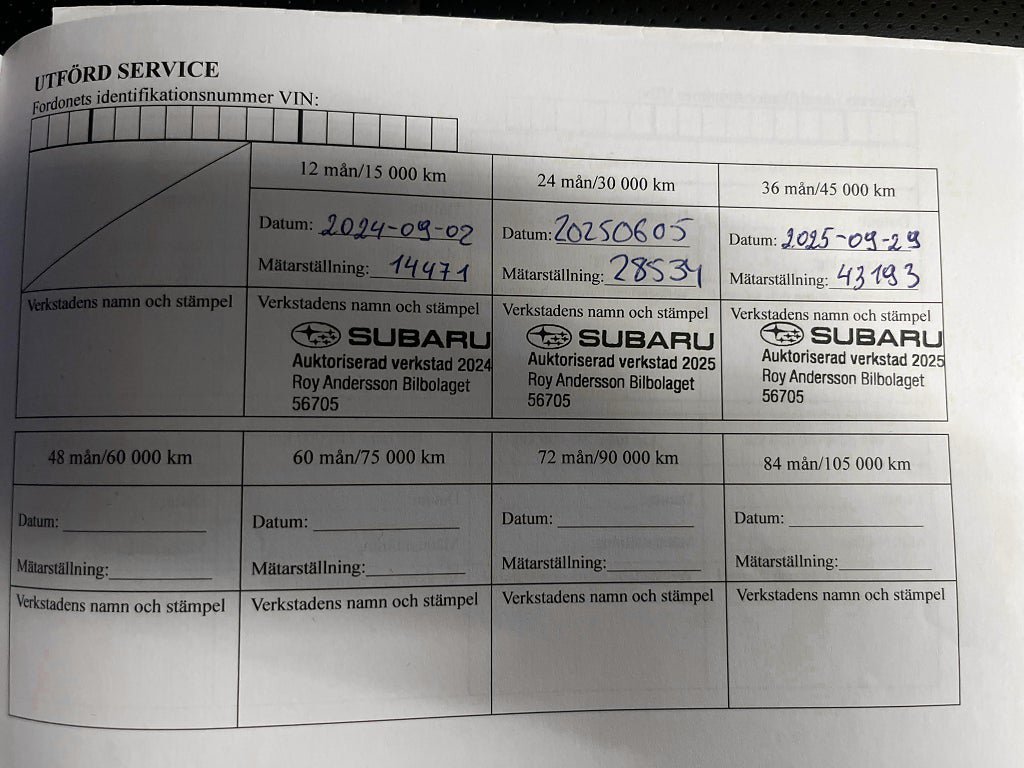 UTFÖRD SERVICE
Fordonets identifikationsnummer VIN:
12 mån/15 000 km
Datum: 2024-09-02
Mätarställning: 14471
Verkstadens namn och stämpel
SUBARU
Auktoriserad verkstad 2024
Roy Andersson Bilbolaget
56705
24 mån/30 000 km
Datum: 20250605
Mätarställning: 28534
Verkstadens namn och stämpel
SUBARU
Auktoriserad verkstad 2025
Roy Andersson Bilbolaget
56705
36 mån/45 000 km
Datum: 2025-09-29
Mätarställning: 43193
Verkstadens namn och stämpel
SUBARU
Auktoriserad verkstad 2025
Roy Andersson Bilbolaget
56705
Verkstadens namn och stämpel
48 mån/60 000 km
Datum:
Mätarställning:
Verkstadens namn och stämpel
60 mån/75 000 km
Datum:
Mätarställning:
Verkstadens namn och stämpel
72 mån/90 000 km
Datum:
Mätarställning:
Verkstadens namn och stämpel
84 mån/105 000 km
Datum:
Mätarställning:
Verkstadens namn och stämpel